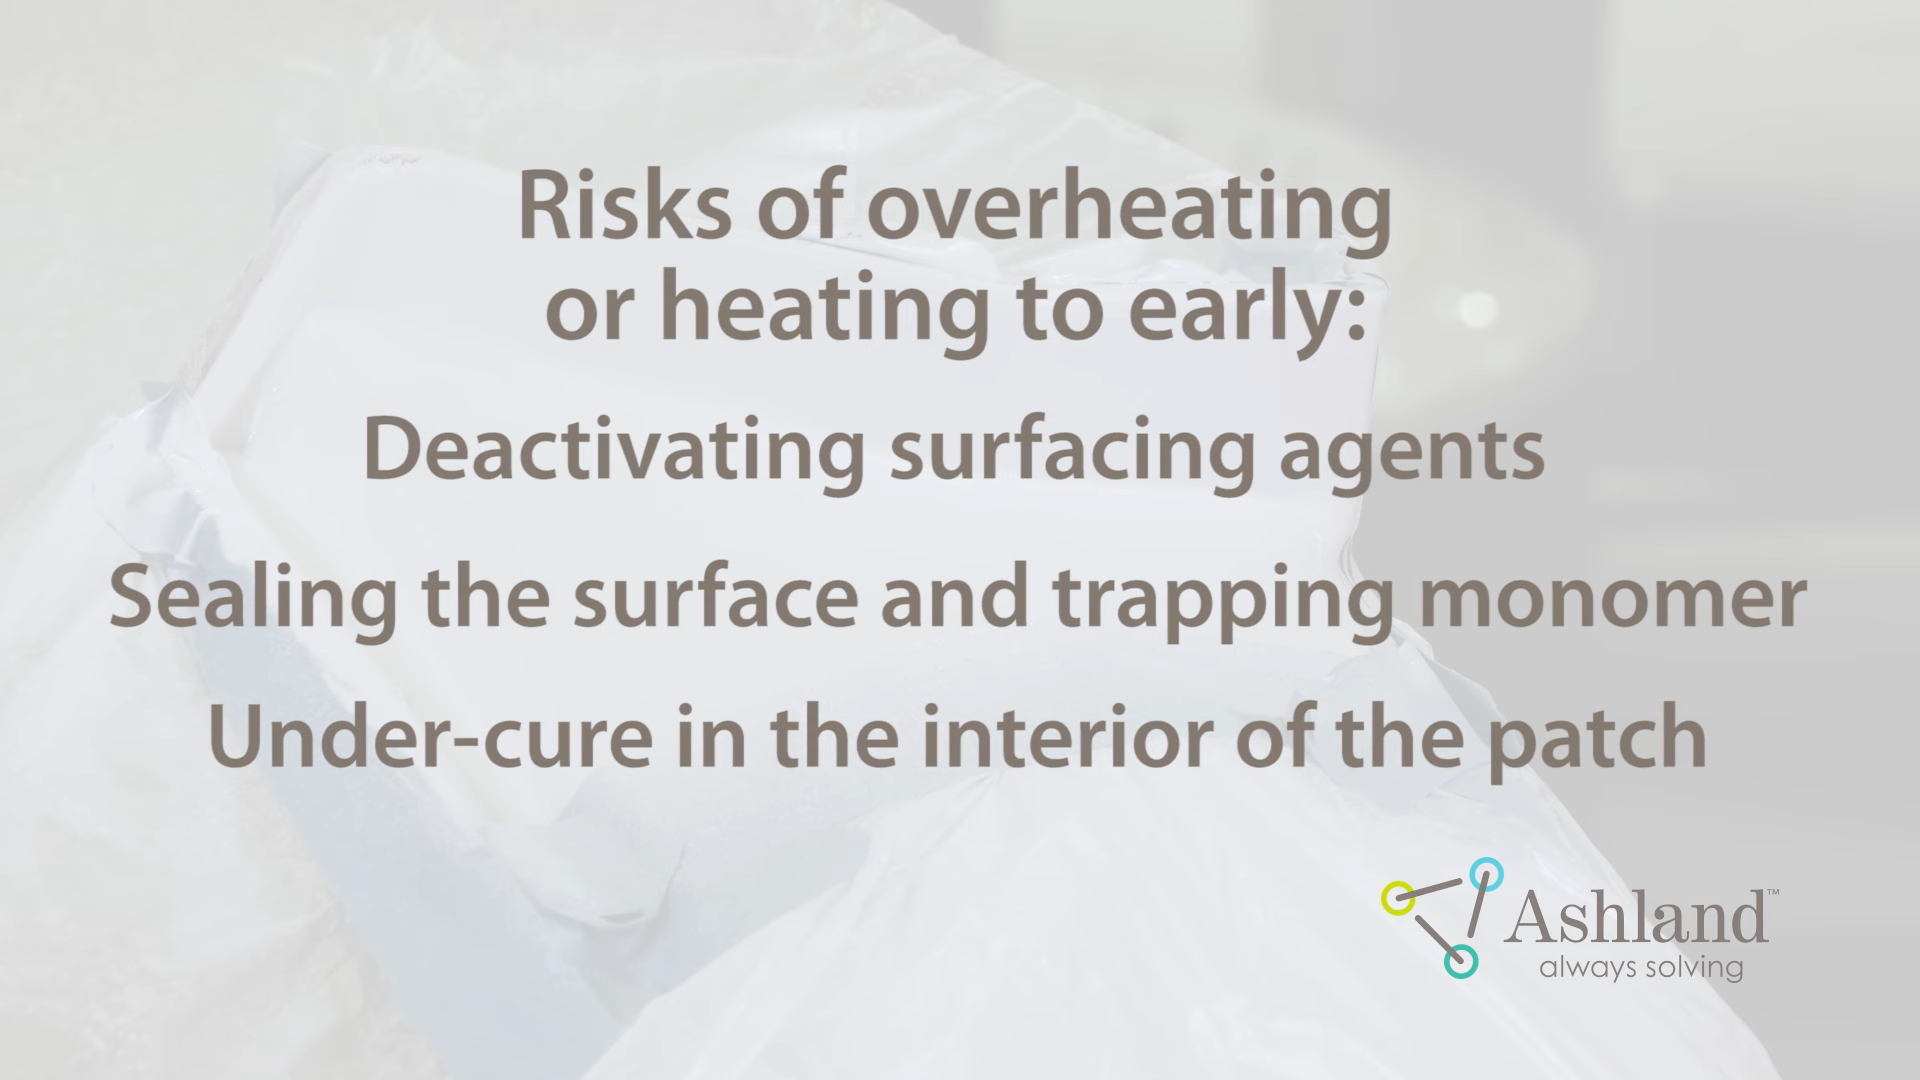 Risks of overheating
or heating to early:
Deactivating surfacing agents
Sealing the surface and trapping monomer
Under-cure in the interior of the patch
Ashland™
always solving